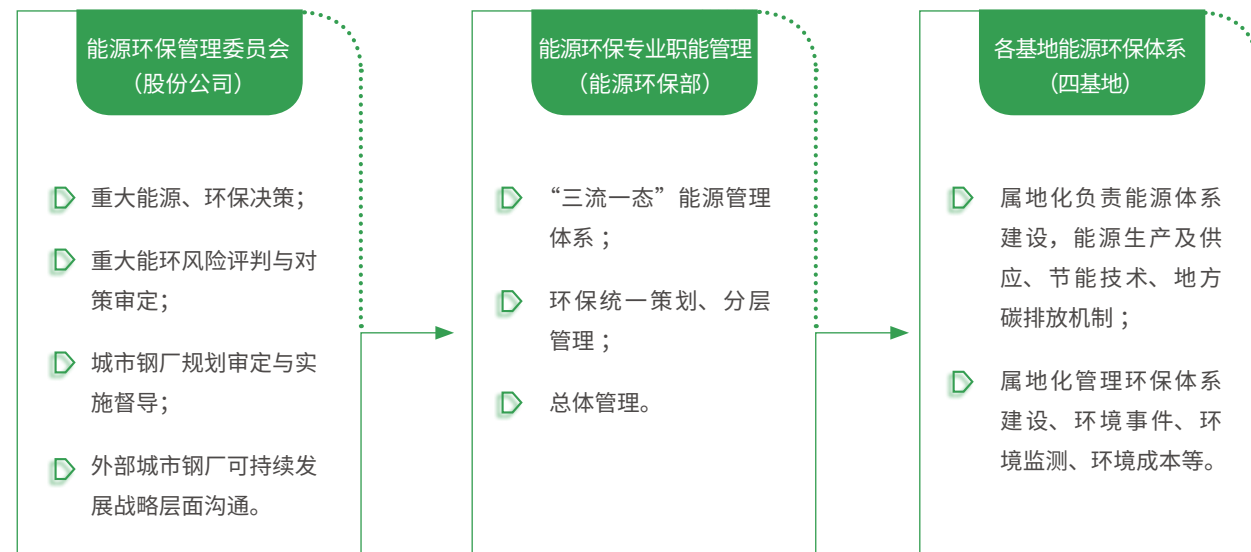 能源环保管理委员会
（股份公司）
重大能源、环保决策；
重大能环风险评判与对
策审定；
城市钢厂规划审定与实
施督导；
外部城市钢厂可持续发
展战略层面沟通。
能源环保专业职能管理
（能源环保部）
“三流一态”能源管理
体系；
环保统一策划、分层
管理；
总体管理。
各基地能源环保体系
（四基地）
属地化负责能源体系
建设，能源生产及供
应、节能技术、地方
碳排放机制；
属地化管理环保体系
建设、环境事件、环
境监测、环境成本等。